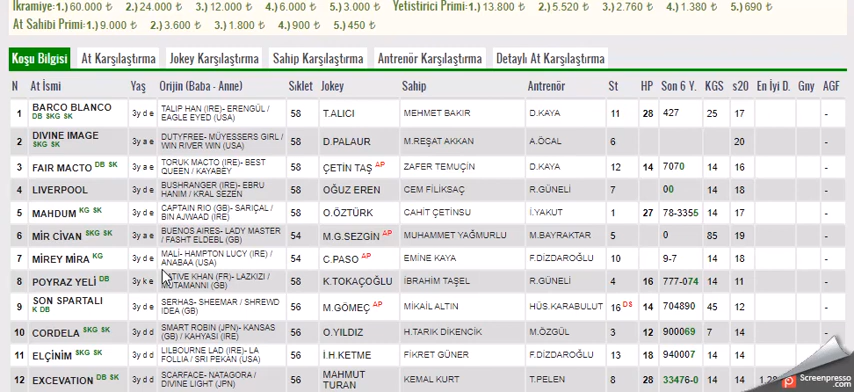 İkramiye:1.) 60.000 ₺ 2.) 24.000 ₺ 3.) 12.000 ₺ 4.) 6.000 ₺ 5.) 3.000 ₺ Yetistirici Primi:1.) 13.800 ₺ 2.) 5.520 ₺ 3.) 2.760 ₺ 4.) 1.380 ₺ 5.) 690 ₺
At Sahibi Primi:1.) 9.000 ₺ 2.) 3.600 ₺ 3.) 1.800 ₺ 4.) 900 ₺ 5.) 450 ₺
Koşu Bilgisi At Karşılaştırma Jokey Karşılaştırma Sahip Karşılaştırma Antrenör Karşılaştırma Detaylı At Karşılaştırma
N At İsmi Yaş Orijin (Baba - Anne) Sıklet Jokey Sahip Antrenör St HP Son 6 Y. KGS s20 En İyi D. Gny AGF
1 BARCO BLANCO DB SKG SK 3y d e TALIP HAN (IRE)- ERENGÜL / EAGLE EYED (USA) 58 T.ALICI MEHMET BAKIR D.KAYA 11 28 427 25 17 -
2 DIVINE IMAGE SKG SK 3y a e DUTYFREE- MÜYESSERS GIRL / WIN RIVER WIN (USA) 58 D.PALAUR M.REŞAT AKKAN A.ÖCAL 6 20 -
3 FAIR MACTO DB SK 3y a e TORUK MACTO (IRE)- BEST QUEEN / KAYABEY 58 ÇETİN TAŞ AP ZAFER TEMUÇİN D.KAYA 12 14 7070 14 16 -
4 LIVERPOOL 3y d e BUSHRANGER (IRE)- EBRU HANIM / KRAL SEZEN 58 OĞUZ EREN CEM FİLİKSAÇ R.GÜNELİ 7 00 14 18 -
5 MAHDUM KG SK 3y d e CAPTAIN RIO (GB)- SARIÇAL / BIN AJWAAD (IRE) 58 O.ÖZTÜRK CAHİT ÇETİNSU İ.YAKUT 1 27 78-3355 14 17 -
6 MİR CİVAN SKG SK 3y a e BUENOS AIRES- LADY MASTER / FASHT ELDEBL (GB) 54 M.G.SEZGİN AP MUHAMMET YAĞMURLU M.BAYRAKTAR 5 0 85 19 -
7 MİREY MİRA KG 3y d e MALİ- HAMPTON LUCY (IRE) / ANABAA (USA) 54 C.PASO AP EMİNE KAYA F.DİZDAROĞLU 10 9-7 14 18 -
8 POYRAZ YELİ DB 3y k e NATIVE KHAN (FR)- LAZKIZI / MUTAMANNI (GB) 58 K.TOKAÇOĞLU İBRAHİM TAŞEL R.GÜNELİ 4 16 777-074 14 11 -
9 SON SPARTALI K DB 3y d e SERHAS- SHEEMAR / SHREWD IDEA (GB) 56 M.GÖMEÇ AP MİKAİL ALTIN HÜS.KARABULUT 16 DS 14 704890 45 12 -
10 CORDELA SKG SK 3y d d SMART ROBIN (JPN)- KANSAS (GB) / KAHYASI (IRE) 56 O.YILDIZ H.TARIK DİKENCİK M.ÖZGÜL 3 12 900069 7 14 -
11 ELÇİNİM SKG SK 3y d d LILBOURNE LAD (IRE)- LA FOLLIA / SRI PEKAN (USA) 56 İ.H.KETME FİKRET GÜNER F.DİZDAROĞLU 13 18 940007 14 14
12 EXCEVATION DB SK 3y d d SCARFACE- NATAGORA / DIVINE LIGHT (JPN) 56 MAHMUT TURAN KEMAL KURT T.PELEN 8 28 33476-0 14
Screenpresso.com